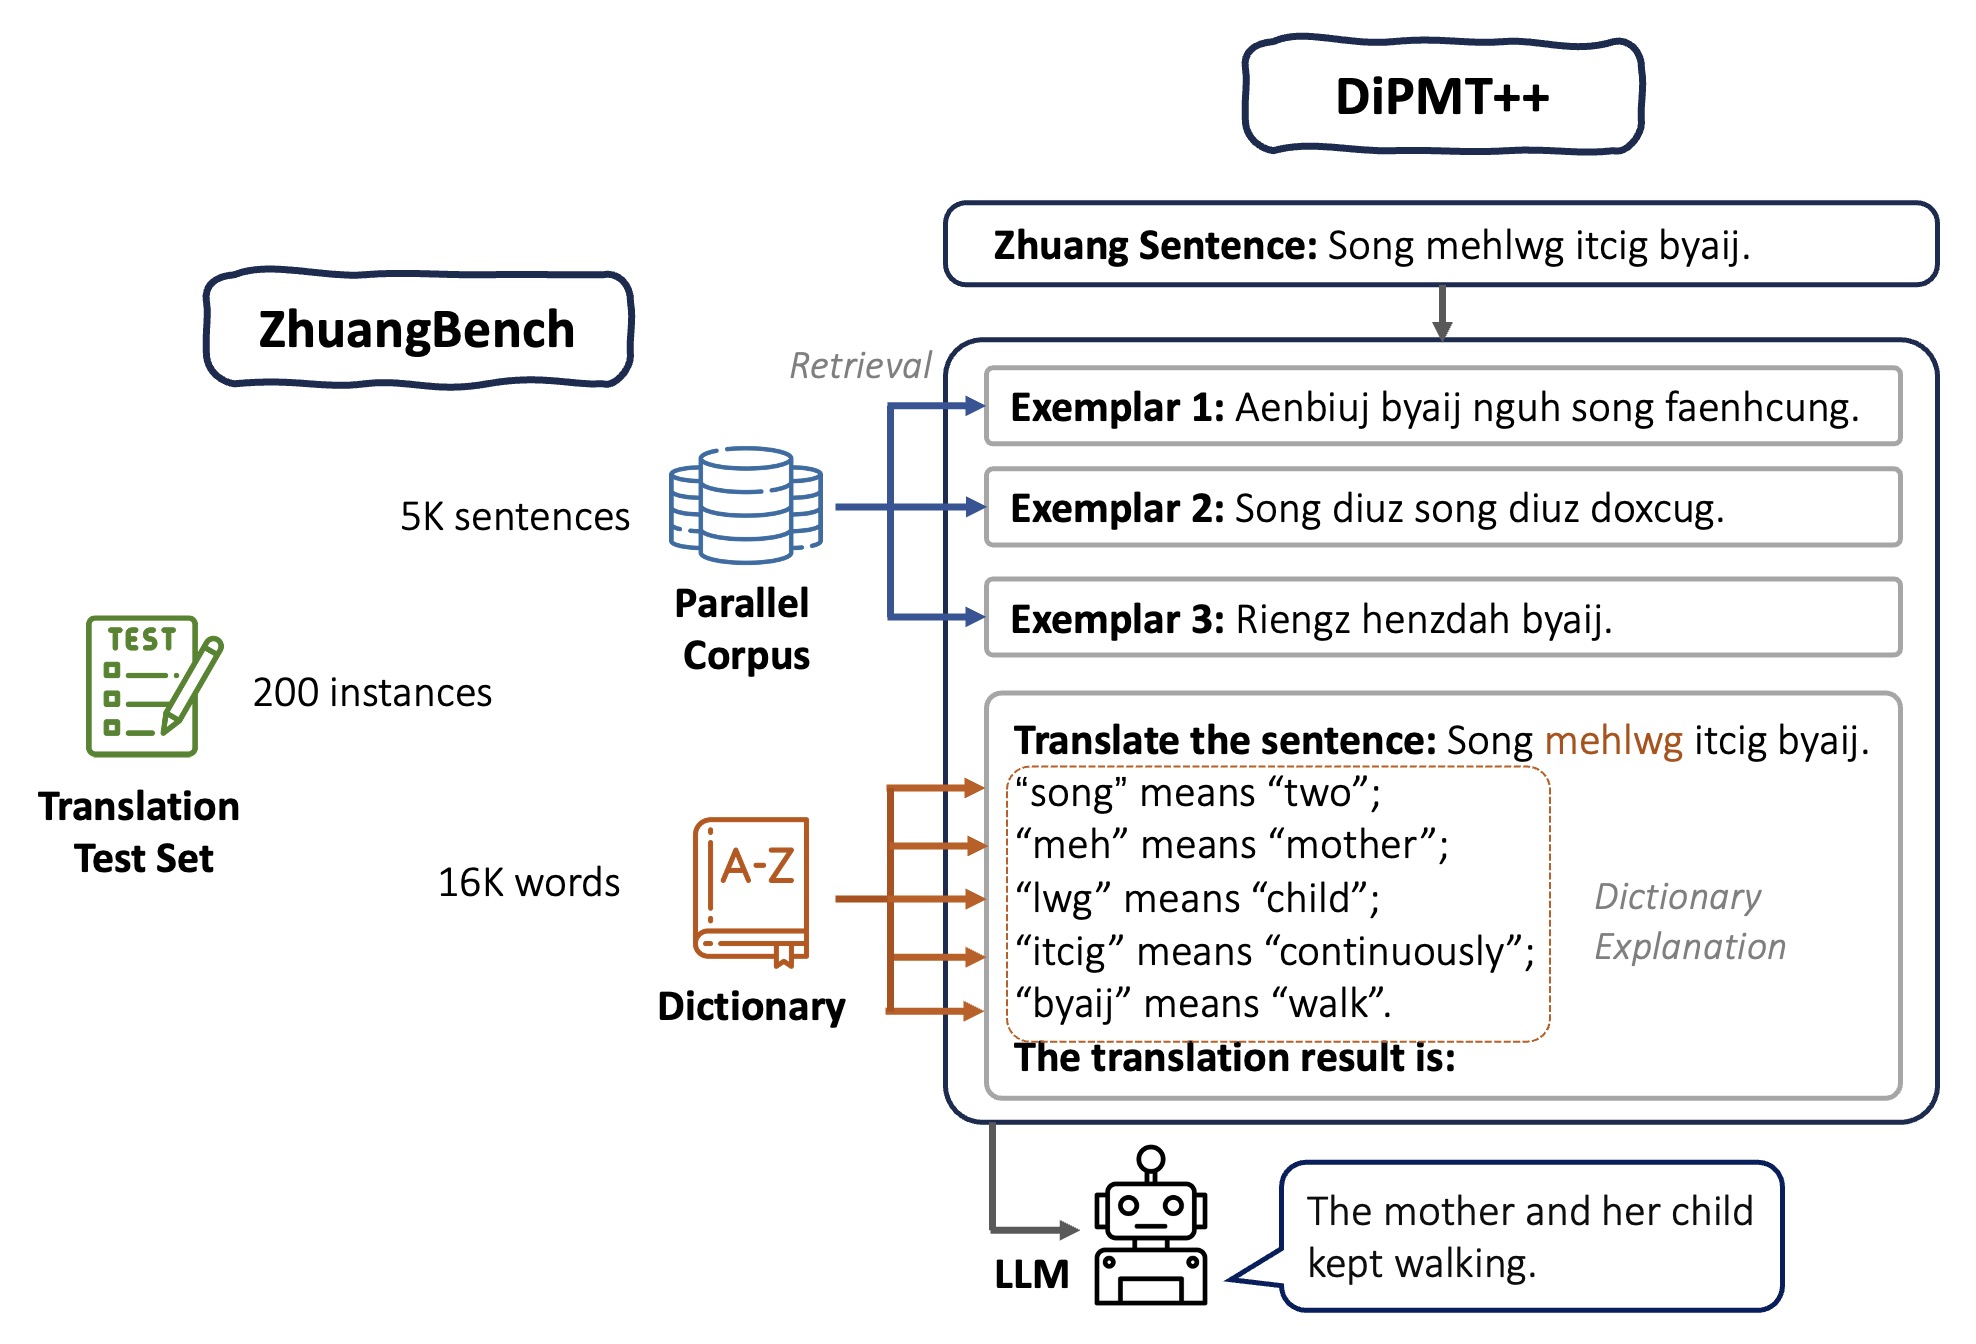 DiPMT++
Zhuang Sentence: Song mehlwg itcig byaij.
ZhuangBench
Retrieval
Exemplar 1: Aenbiuj byaij nguh song faenhcung.
Exemplar 2: Song diuz song diuz doxcug.
Exemplar 3: Riengz henzdah byaij.
5K sentences
Parallel
Corpus
TEST
200 instances
Translation
Test Set
16K words
A-Z
Dictionary
Translate the sentence: Song mehlwg itcig byaij.
“song” means “two”;
“meh” means “mother”;
“lwg” means “child”;
“itcig” means “continuously”;
“byaij” means “walk”.
Dictionary
Explanation
The translation result is:
LLM
The mother and her child
kept walking.